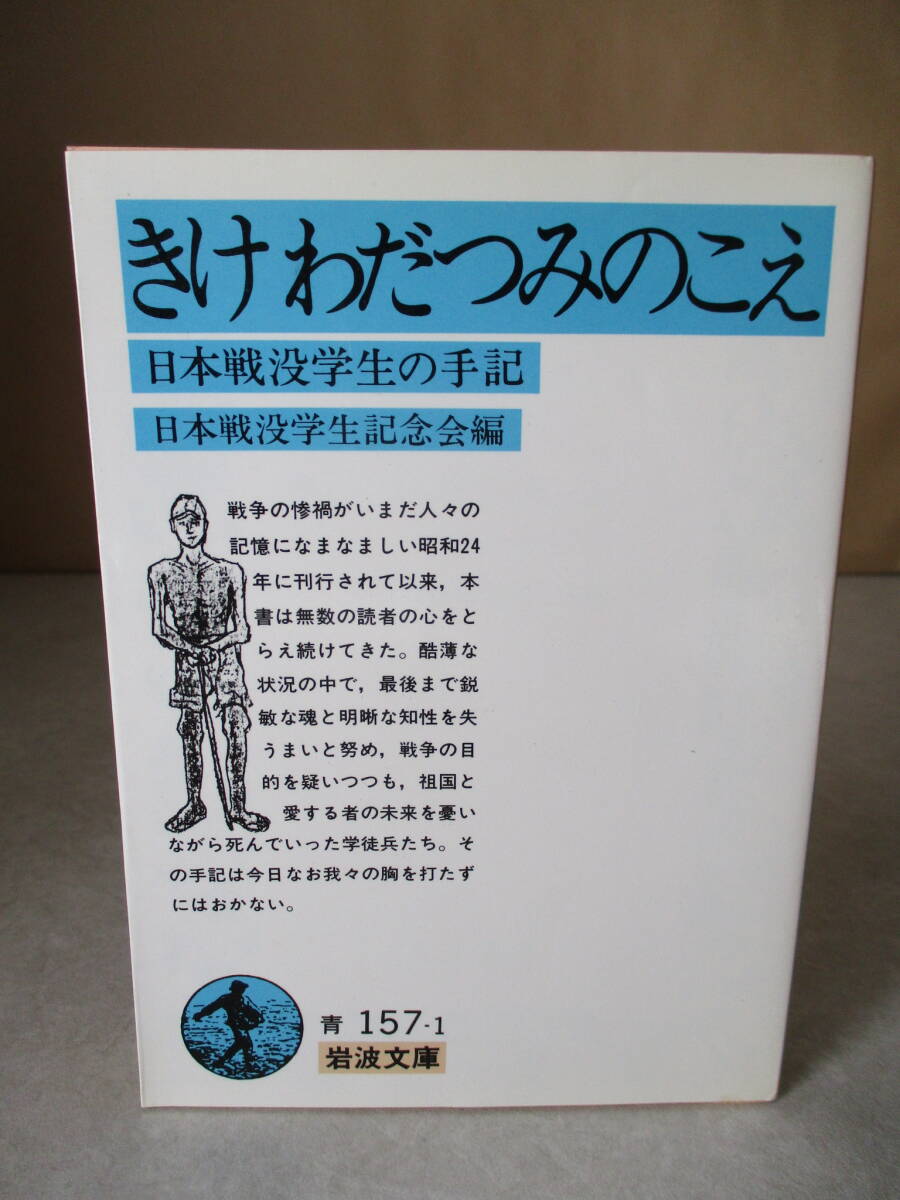 きけ わだつみのこえ
日本戦没学生の手記
日本戦没学生記念会編
戦争の惨禍がいまだ人々の
記憶になまなましい昭和24
年に刊行されて以来，本
書は無数の読者の心をと
らえ続けてきた。酷薄な
状況の中で，最後まで鋭
敏な魂と明晰な知性を失
うまいと努め，戦争の目
的を疑いつつも，祖国と
愛する者の未来を憂い
ながら死んでいった学徒兵たち。そ
の手記は今日なお我々の胸を打たず
にはおかない。
青 157-1
岩波文庫